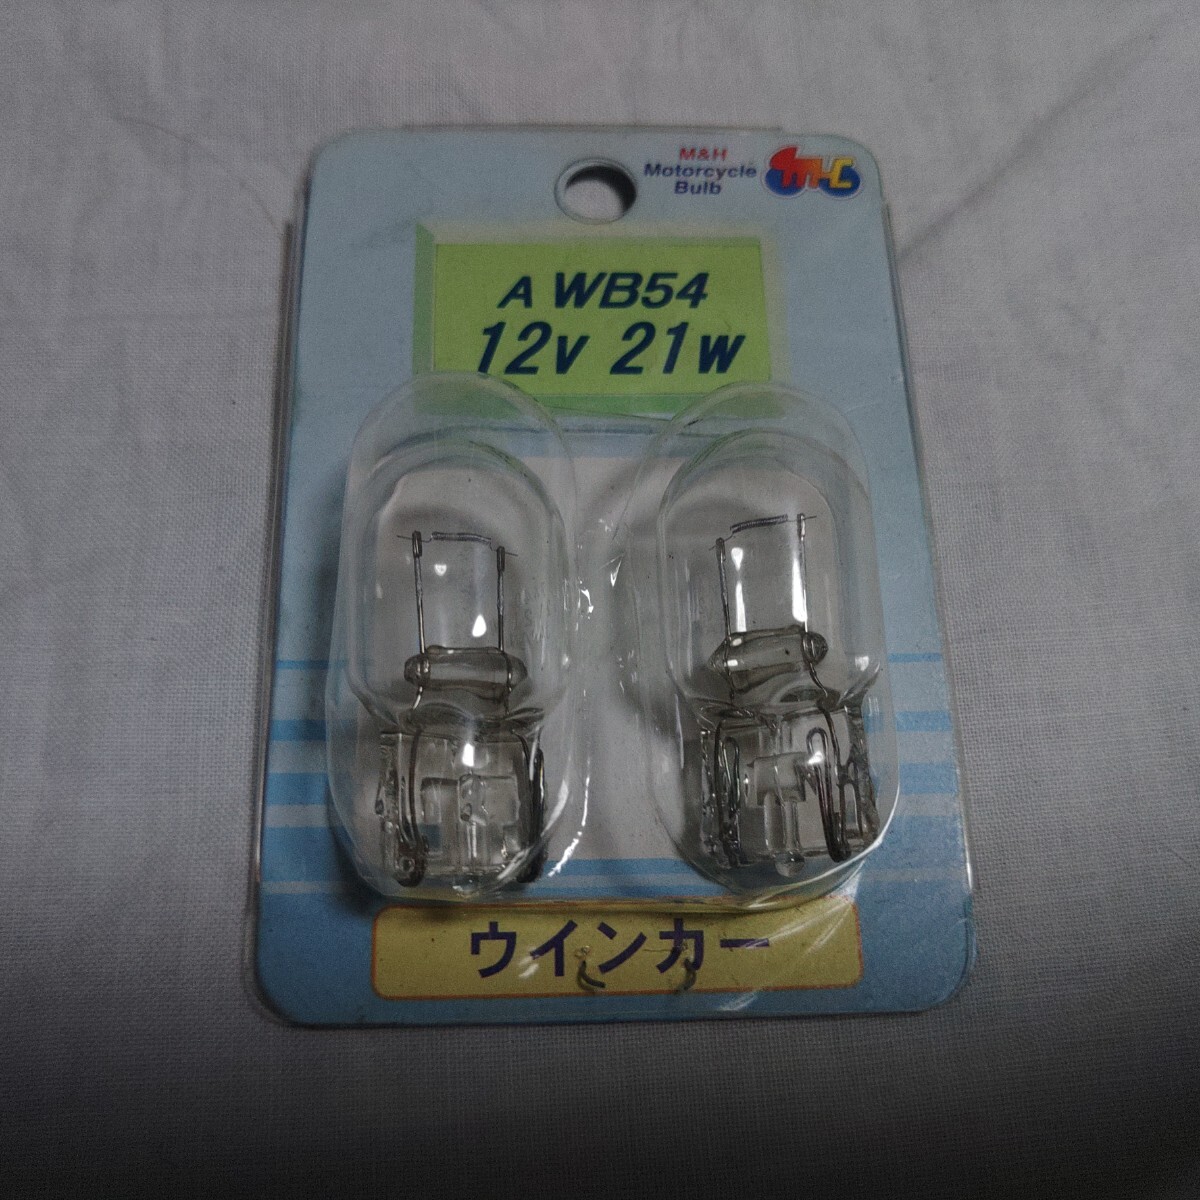 M&H
Motorcycle
Bulb
A WB54
12v 21w
ウインカー